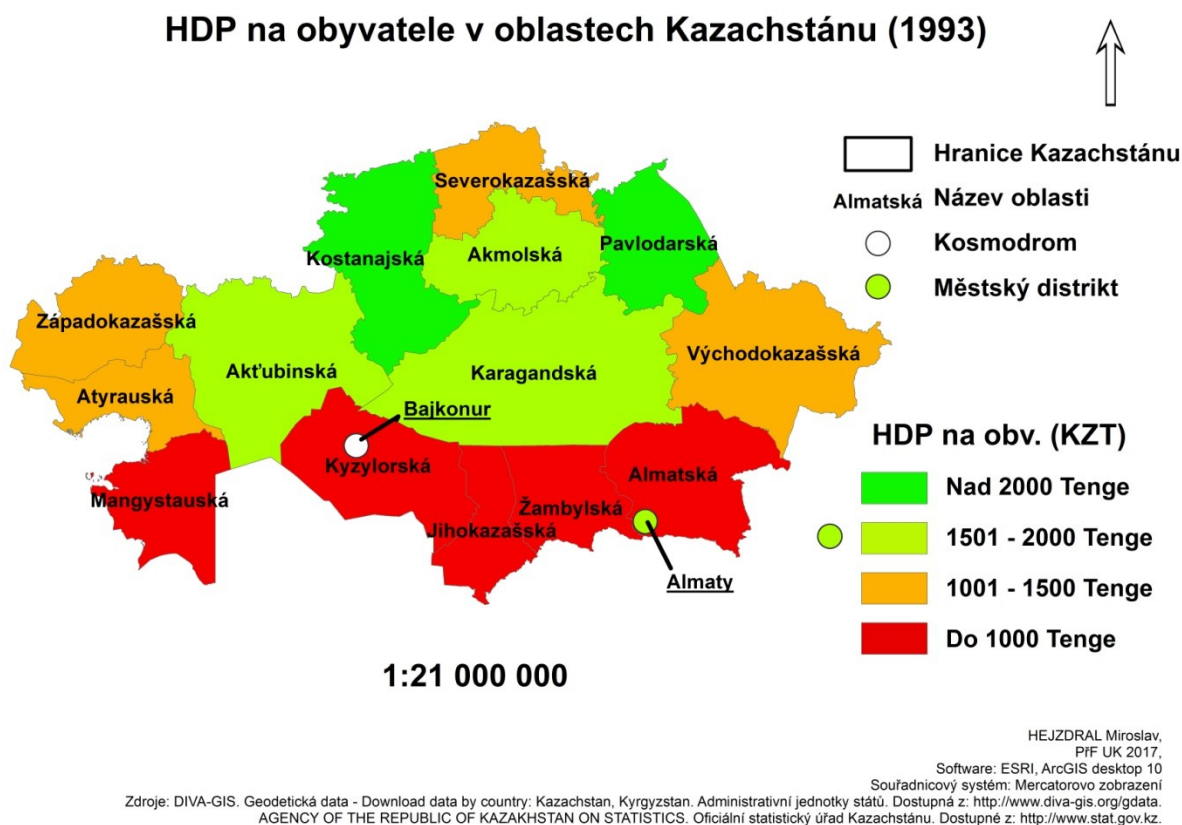 HDP na obyvatele v oblastech Kazachstánu (1993)
Hranice Kazachstánu
Almatská Název oblasti
Kosmodrom
Městský distrikt
Severokazašská
Kostanajská
Akmolská
Pavlodarská
Západokazašská
Atyrauská
Akťubinská
Karagandská
Východokazašská
Bajkonur
Kyzylorská
Mangystauská
Jihokazašská
Žambylská
Almatská
Almaty
HDP na obv. (KZT)
Nad 2000 Tenge
1501 - 2000 Tenge
1001 - 1500 Tenge
Do 1000 Tenge
1:21 000 000
HEJZDRAL Miroslav,
PřF UK 2017,
Software: ESRI, ArcGIS desktop 10
Souřadnicový systém: Mercatorovo zobrazení
Zdroje: DIVA-GIS. Geodetická data - Download data by country: Kazachstan, Kyrgyzstan. Administrativní jednotky států. Dostupná z: http://www.diva-gis.org/gdata.
AGENCY OF THE REPUBLIC OF KAZAKHSTAN ON STATISTICS. Oficiální statistický úřad Kazachstánu. Dostupné z: http://www.stat.gov.kz.